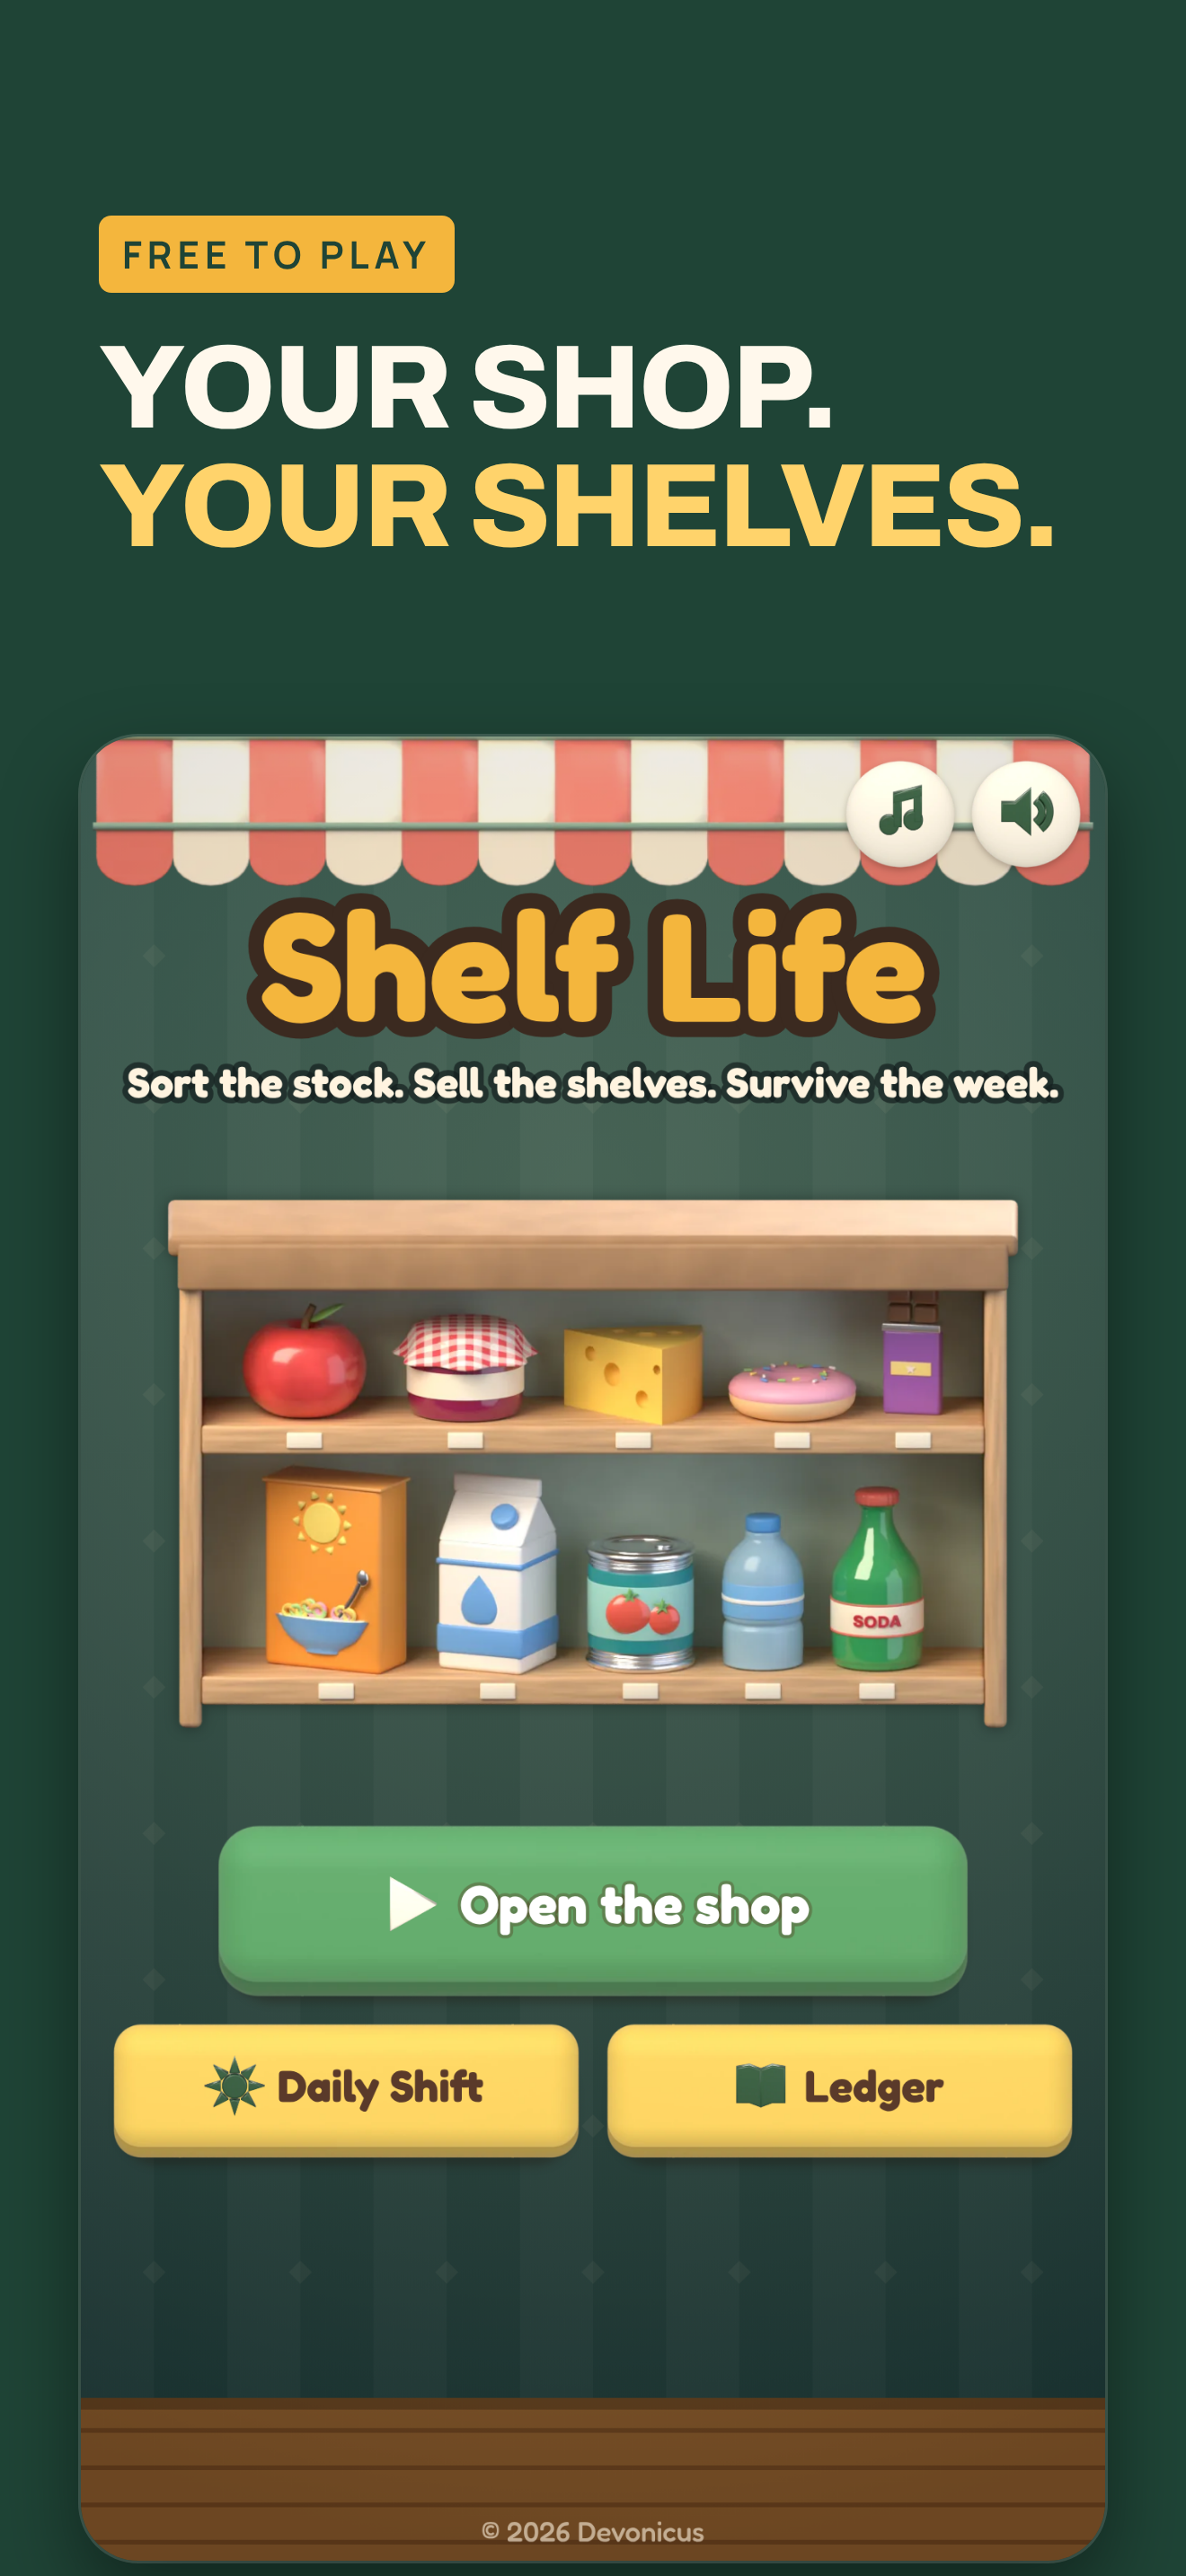 FREE TO PLAY
YOUR SHOP.
YOUR SHELVES.
Shelf Life
Sort the stock. Sell the shelves. Survive the week.
SODA
Open the shop
Daily Shift
Ledger
© 2026 Devonicus